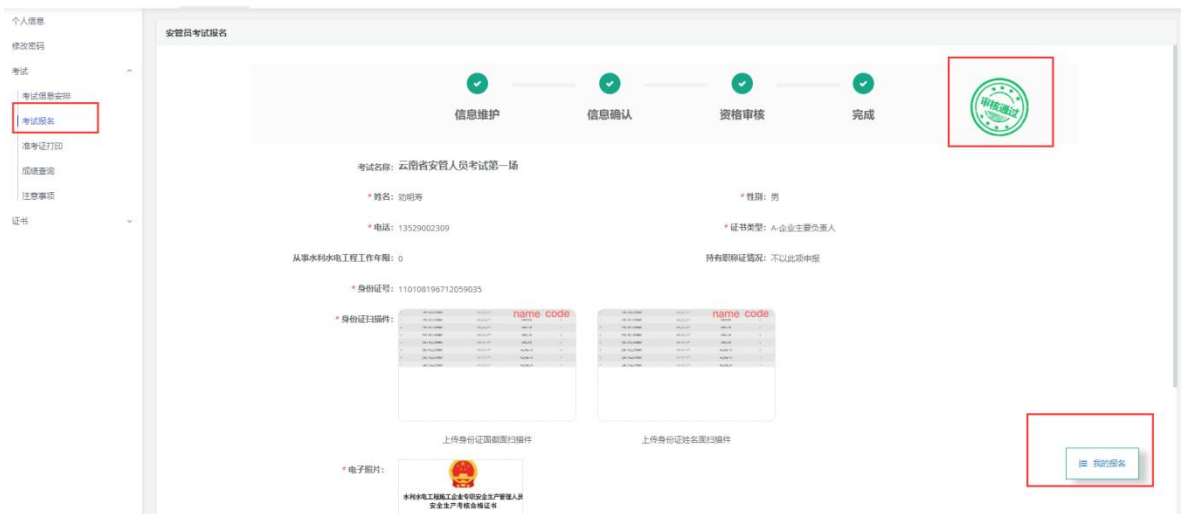 个人信息
修改密码
考试
考试信息安排
考试报名
准考证打印
成绩查询
注意事项
证书
安管员考试报名
信息维护 信息确认 资格审核 完成
审核通过
考试名称: 云南省安管人员考试第一场
* 姓名: 劝明寿 * 性别: 男
* 电话: 13529002309 * 证书类型: A-企业主要负责人
从事水利水电工程工作年限: 0 持有职称证情况: 不以此项申报
* 身份证号: 110108196712059035
* 身份证扫描件:
name code name code
上传身份证国徽面扫描件 上传身份证姓名面扫描件
* 电子照片:
水利水电工程施工企业专职安全生产管理人员
安全生产考核合格证书
我的报名